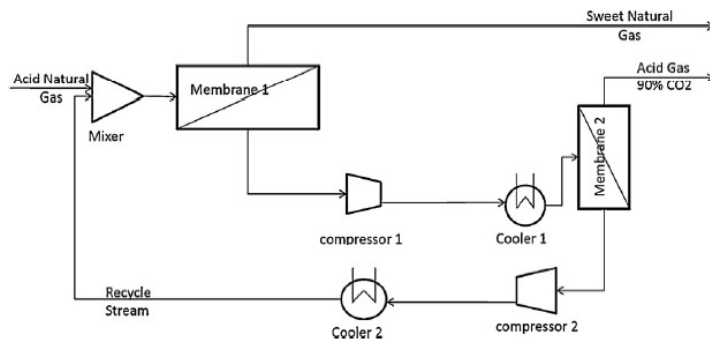 Sweet Natural
Gas
Acid Gas
90% CO2
Acid Natural
Gas
Membrane 1
Mixer
Membrane 2
compressor 1
Cooler 1
Recycle
Stream
Cooler 2
compressor 2